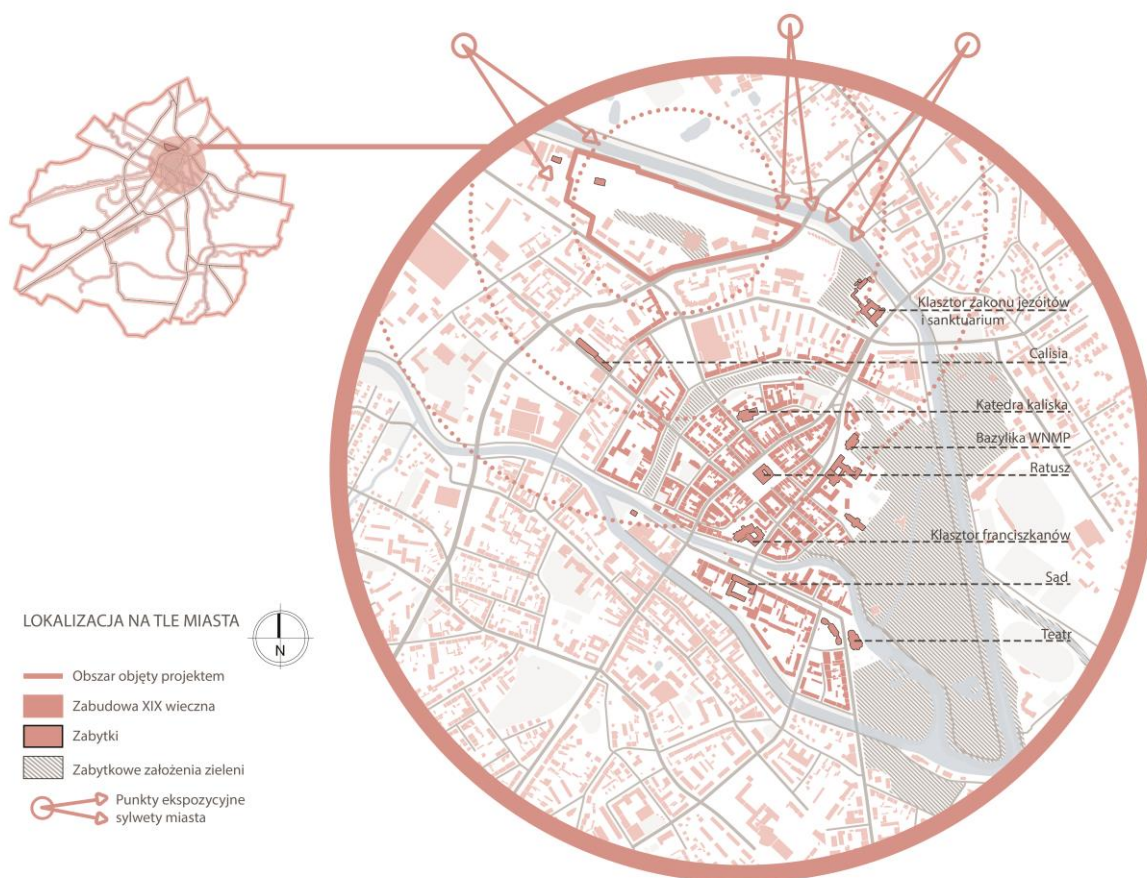 Klasztor zakonu jezóitów
i sanktuarium
Calisia
Katedra kaliska
Bazylika WNMP
Ratusz
Klasztor franciszkanów
Sąd
Teatr
LOKALIZACJA NA TLE MIASTA
N
Obszar objęty projektem
Zabudowa XIX wieczna
Zabytki
Zabytkowe założenia zieleni
Punkty ekspozycyjne
sylwety miasta